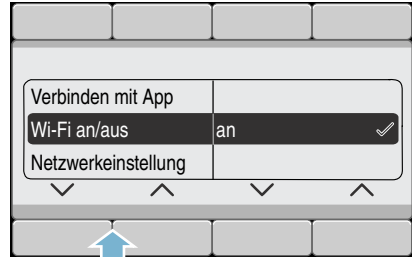 Verbinden mit App
Wi-Fi an/aus an
Netzwerkeinstellung